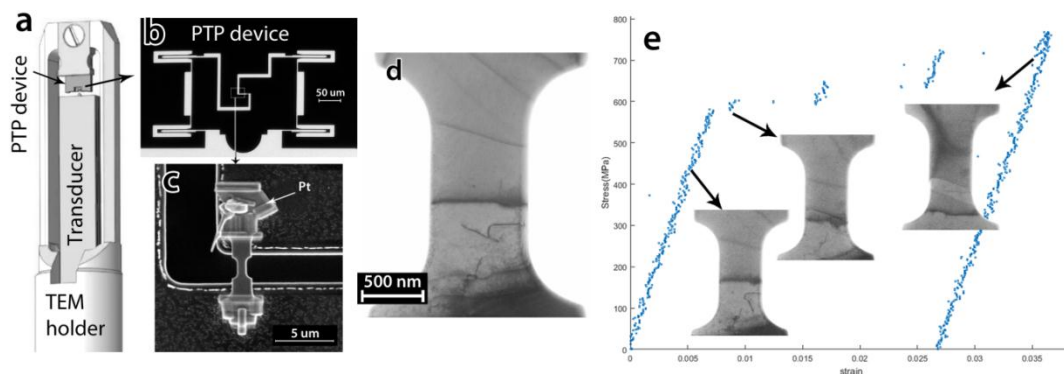 a
PTP device
Transducer
TEM
holder
b
PTP device
50 um
c
Pt
5 um
d
500 nm
e
Stress(MPa)
800
700
600
500
400
300
200
100
0
0
0.005
0.01
0.015
0.02
0.025
0.03
0.035
strain